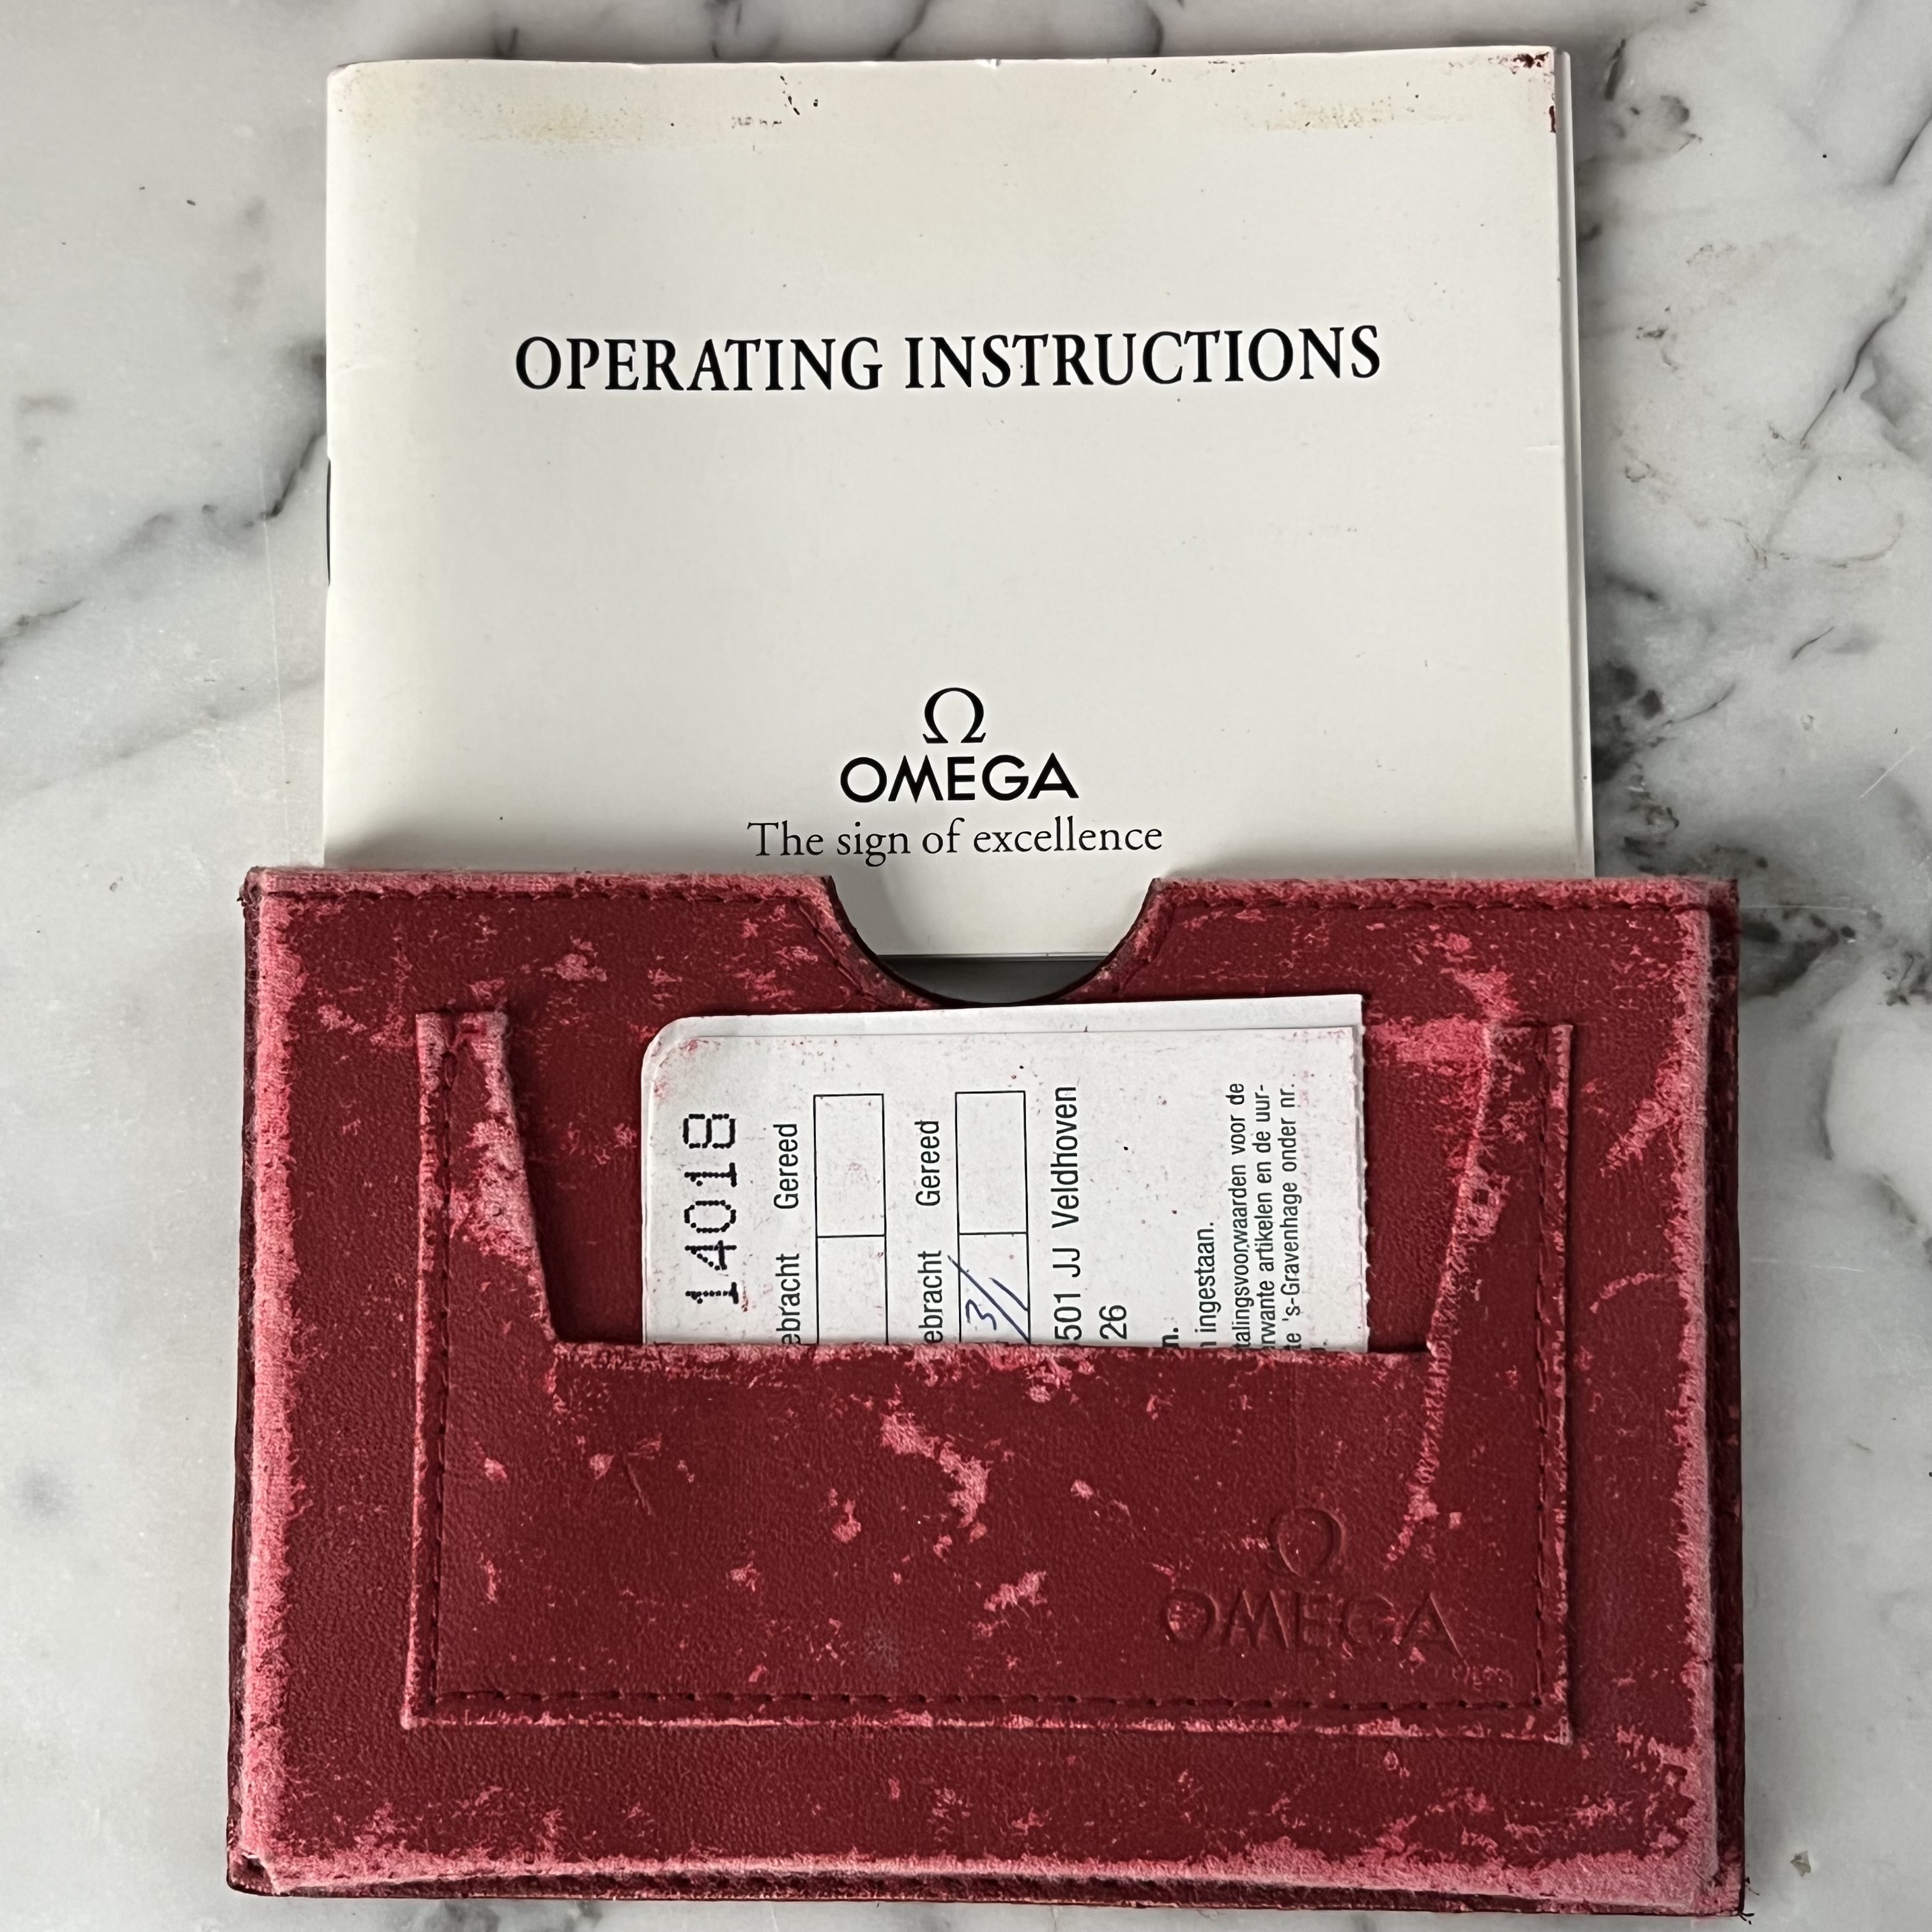 OPERATING INSTRUCTIONS
Ω
OMEGA
The sign of excellence
14018
ebracht Gereed
ebracht Gereed
3/1
501 JJ Veldhoven
26
n.
n ingestaan.
talingsvoorwaarden voor de
rwante artikelen en de uur-
te 's-Gravenhage onder nr.
Ω
OMEGA